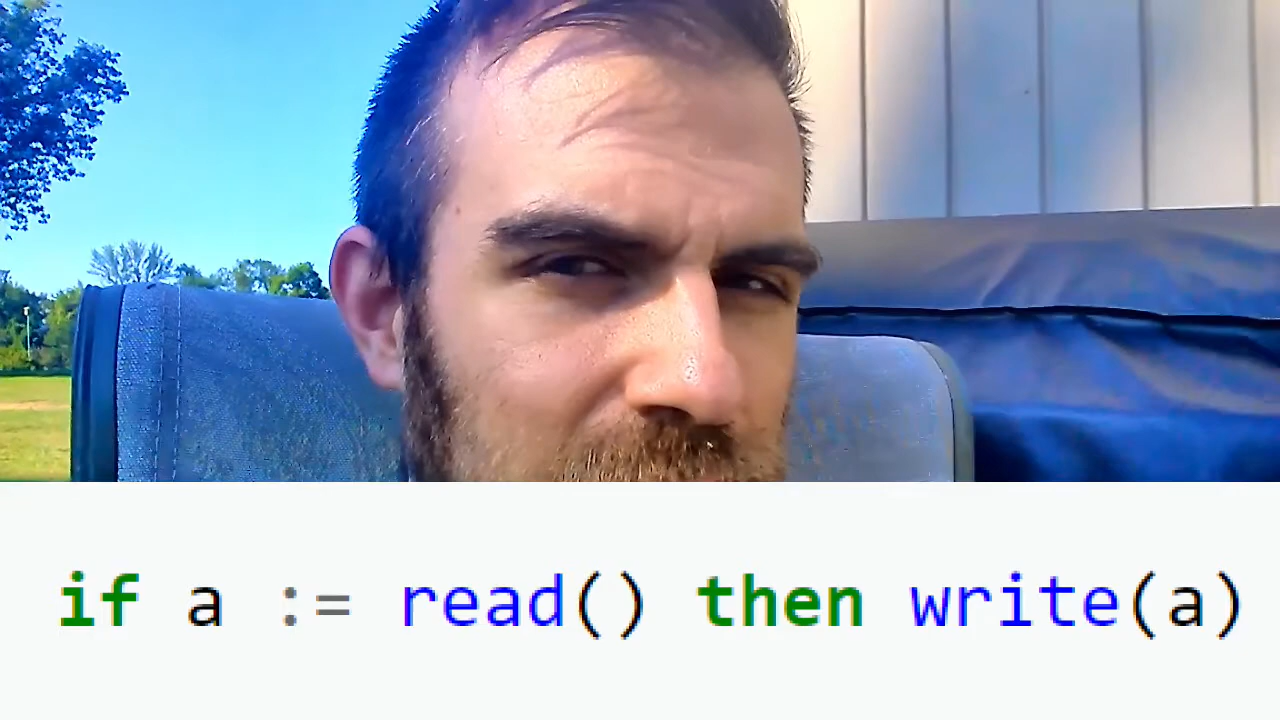 if a := read() then write(a)